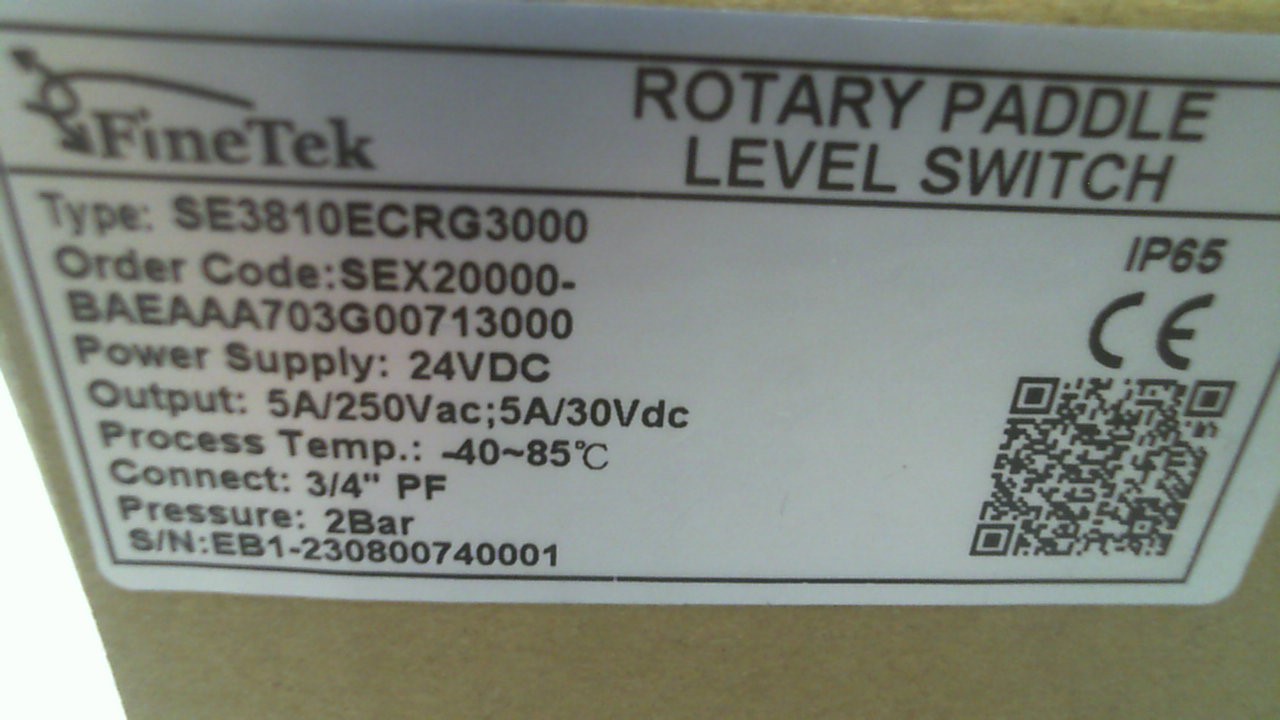 FineTek
ROTARY PADDLE
LEVEL SWITCH
Type: SE3810ECRG3000
Order Code:SEX20000-
BAEAAA703G00713000
Power Supply: 24VDC
Output: 5A/250Vac;5A/30Vdc
Process Temp.: -40~85℃
Connect: 3/4" PF
Pressure: 2Bar
S/N:EB1-230800740001
IP65
CE